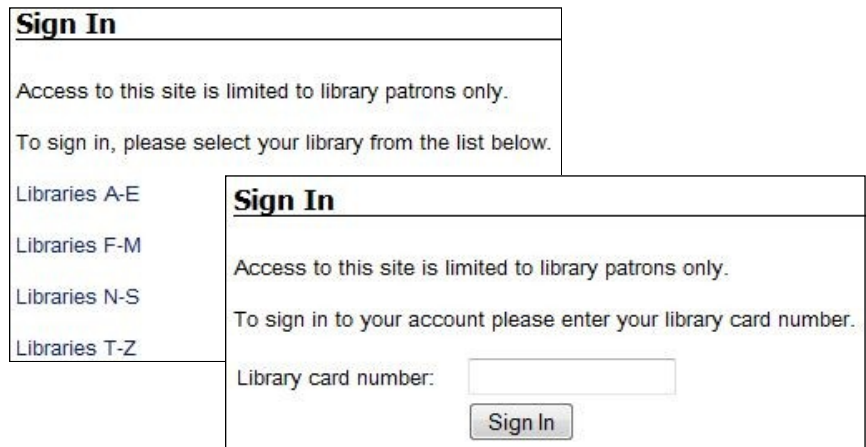 Sign In
Access to this site is limited to library patrons only.
To sign in, please select your library from the list below.
Libraries A-E
Libraries F-M
Libraries N-S
Libraries T-Z
Sign In
Access to this site is limited to library patrons only.
To sign in to your account please enter your library card number.
Library card number:
Sign In